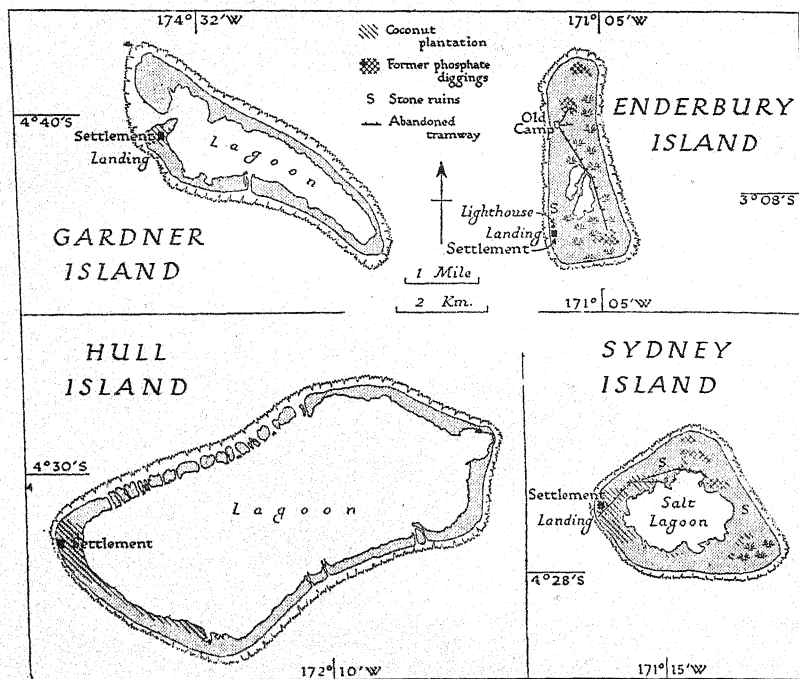 174° 32'W
Coconut
plantation
Former phosphate
diggings
S Stone ruins
Abandoned
tramway
171° 05'W
4°40'S
Settlement
Landing
Lagoon
GARDNER
ISLAND
1 Mile
2 Km.
ENDERBURY
ISLAND
Old
Camp
3°08'S
S
Lighthouse
Landing
Settlement
171° 05'W
HULL
ISLAND
4°30'S
Lagoon
Settlement
172° 10'W
SYDNEY
ISLAND
S
Settlement
Landing
Salt
Lagoon
S
4°28'S
171° 15'W